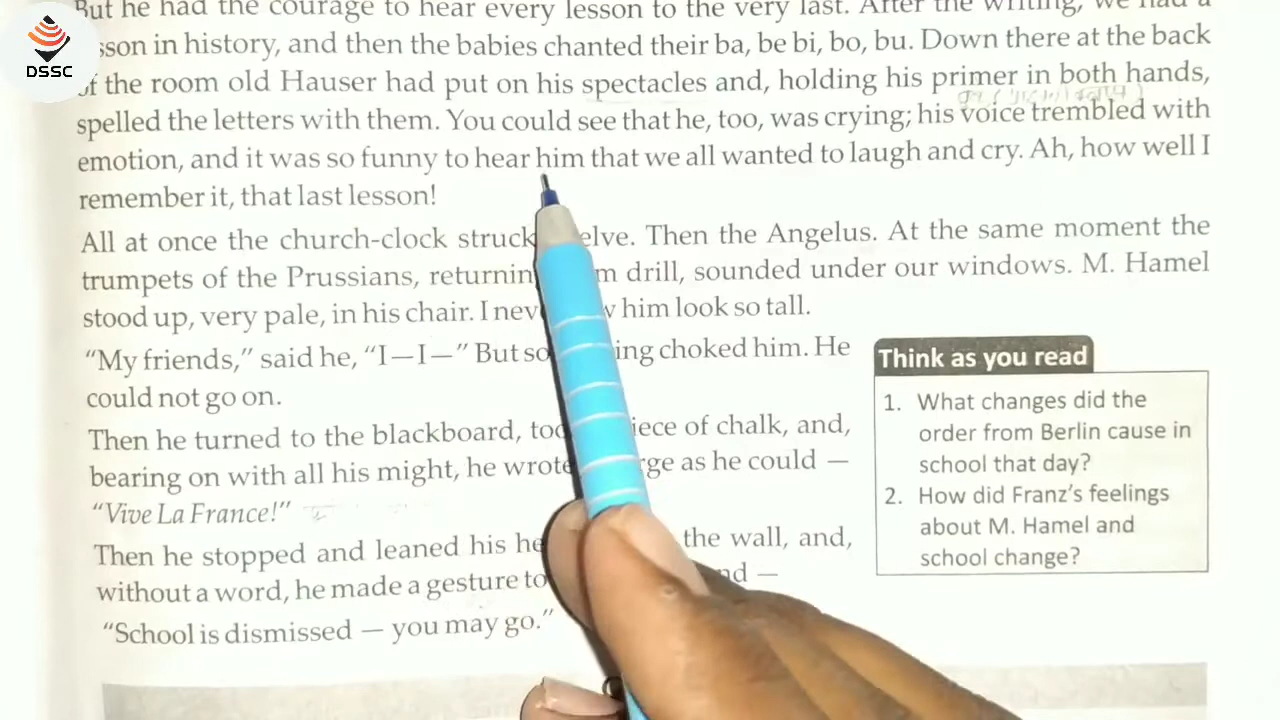 But he had the courage to hear every lesson to the very last. After the writing, we had a
sson in history, and then the babies chanted their ba, be bi, bo, bu. Down there at the back
of the room old Hauser had put on his spectacles and, holding his primer in both hands,
spelled the letters with them. You could see that he, too, was crying; his voice trembled with
emotion, and it was so funny to hear him that we all wanted to laugh and cry. Ah, how well I
remember it, that last lesson!
All at once the church-clock struck elve. Then the Angelus. At the same moment the
trumpets of the Prussians, returnin m drill, sounded under our windows. M. Hamel
stood up, very pale, in his chair. I nev w him look so tall.
"My friends," said he, "I—I—" But so ing choked him. He
could not go on.
Then he turned to the blackboard, too iece of chalk, and,
bearing on with all his might, he wrote rge as he could —
"Vive La France!"
Then he stopped and leaned his he the wall, and,
without a word, he made a gesture to nd —
"School is dismissed — you may go."
Think as you read
1. What changes did the
order from Berlin cause in
school that day?
2. How did Franz's feelings
about M. Hamel and
school change?
DSSC